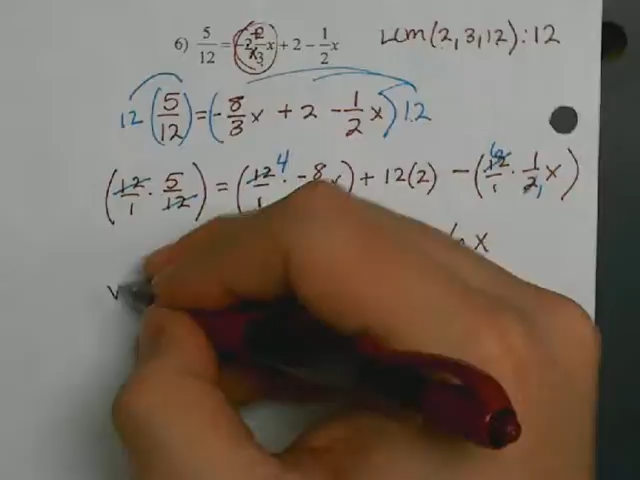 6) 5/12 = -2 2/3 x + 2 - 1/2 x LCM(2,3,12):12
12 (5/12) = (-8/3 x + 2 - 1/2 x) 12
(12/1 · 5/12) = (12/1 4 · -8 x) + 12(2) - (12/1 6 · 1/2 1 x)
x